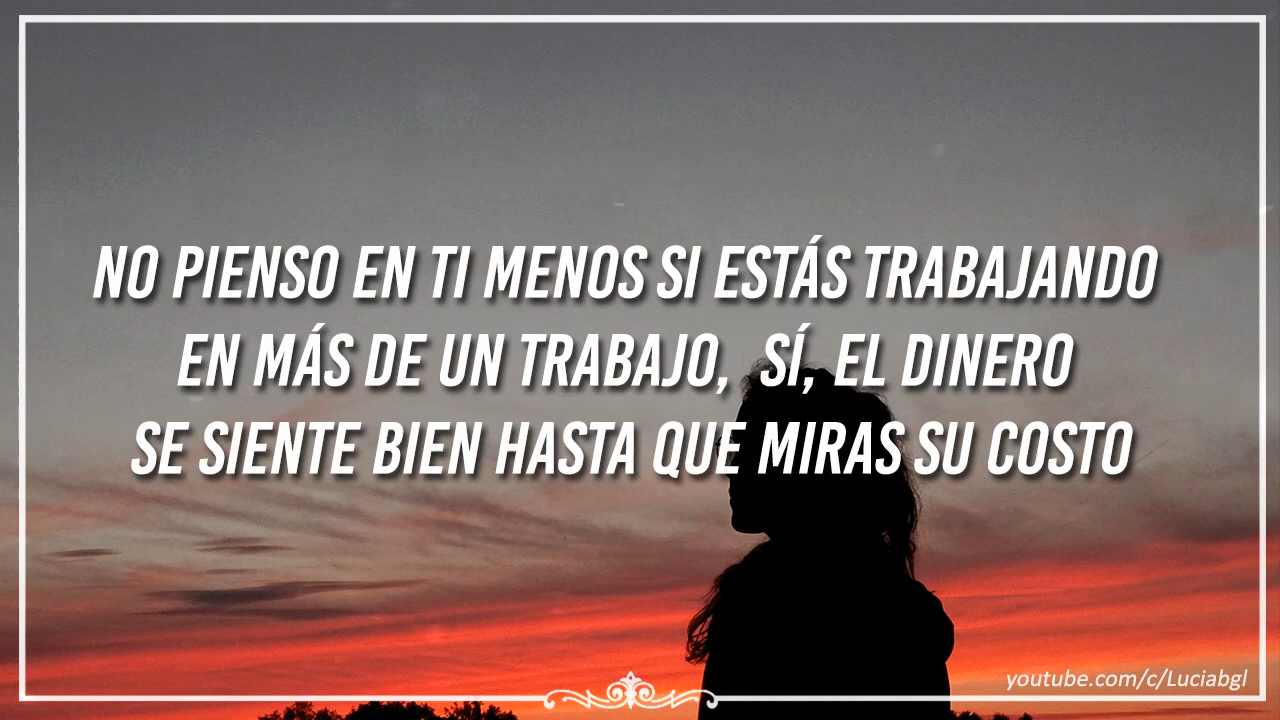 NO PIENSO EN TI MENOS SI ESTÁS TRABAJANDO
EN MÁS DE UN TRABAJO, SÍ, EL DINERO
SE SIENTE BIEN HASTA QUE MIRAS SU COSTO
youtube.com/c/Luciabgl